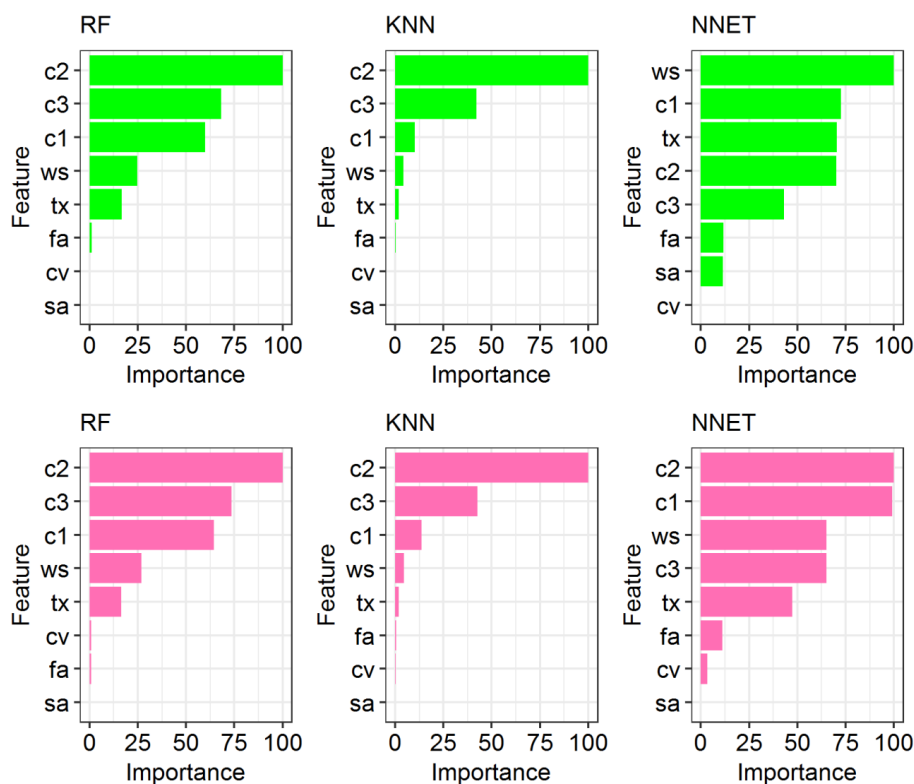 RF
KNN
NNET
Feature
c2
c3
c1
ws
tx
fa
cv
sa
0 25 50 75 100
Importance
Feature
c2
c3
c1
ws
tx
fa
cv
sa
0 25 50 75 100
Importance
Feature
ws
c1
tx
c2
c3
fa
sa
cv
0 25 50 75 100
Importance
RF
KNN
NNET
Feature
c2
c3
c1
ws
tx
cv
fa
sa
0 25 50 75 100
Importance
Feature
c2
c3
c1
ws
tx
fa
cv
sa
0 25 50 75 100
Importance
Feature
c2
c1
ws
c3
tx
fa
cv
sa
0 25 50 75 100
Importance